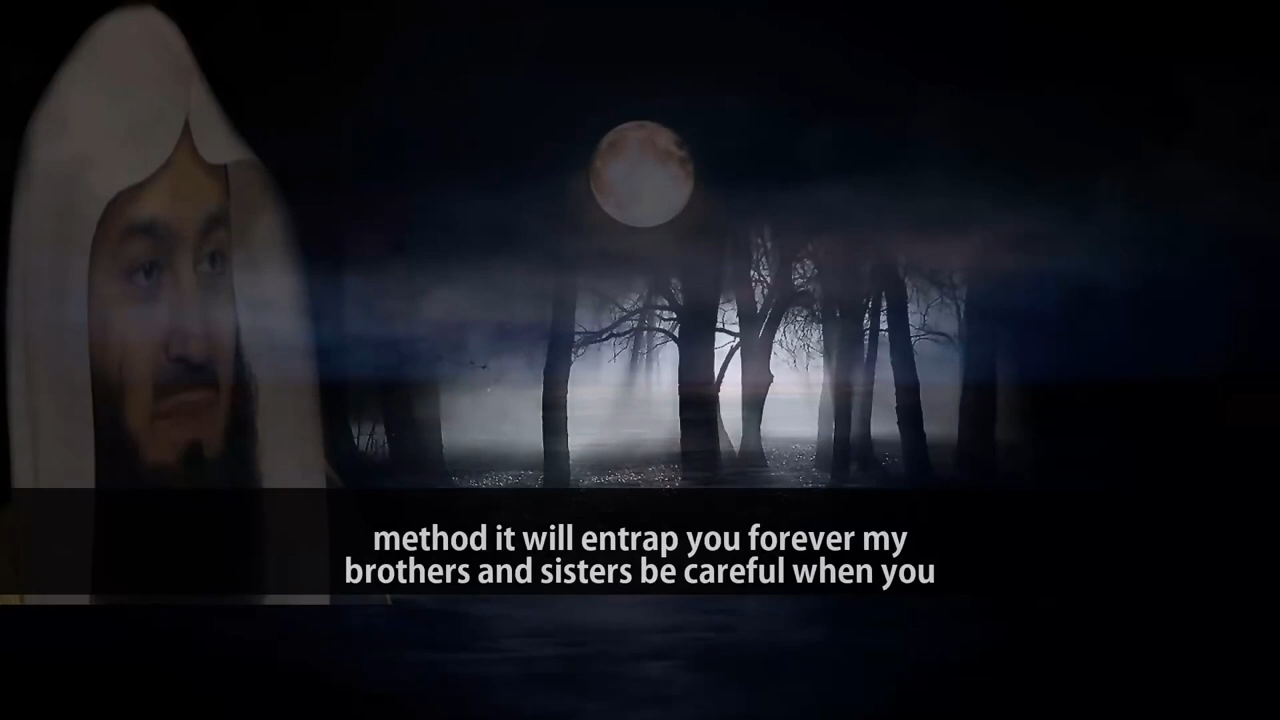 method it will entrap you forever my
brothers and sisters be careful when you